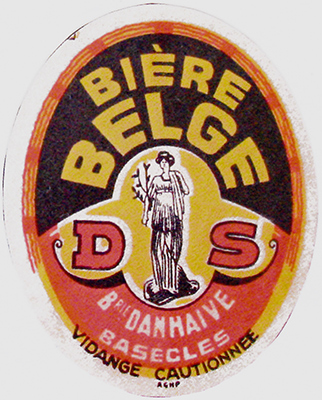 BIÈRE
BELGE
D S
BRIE DANHAIVE
BASECLES
VIDANGE CAUTIONNÉE
AGHP